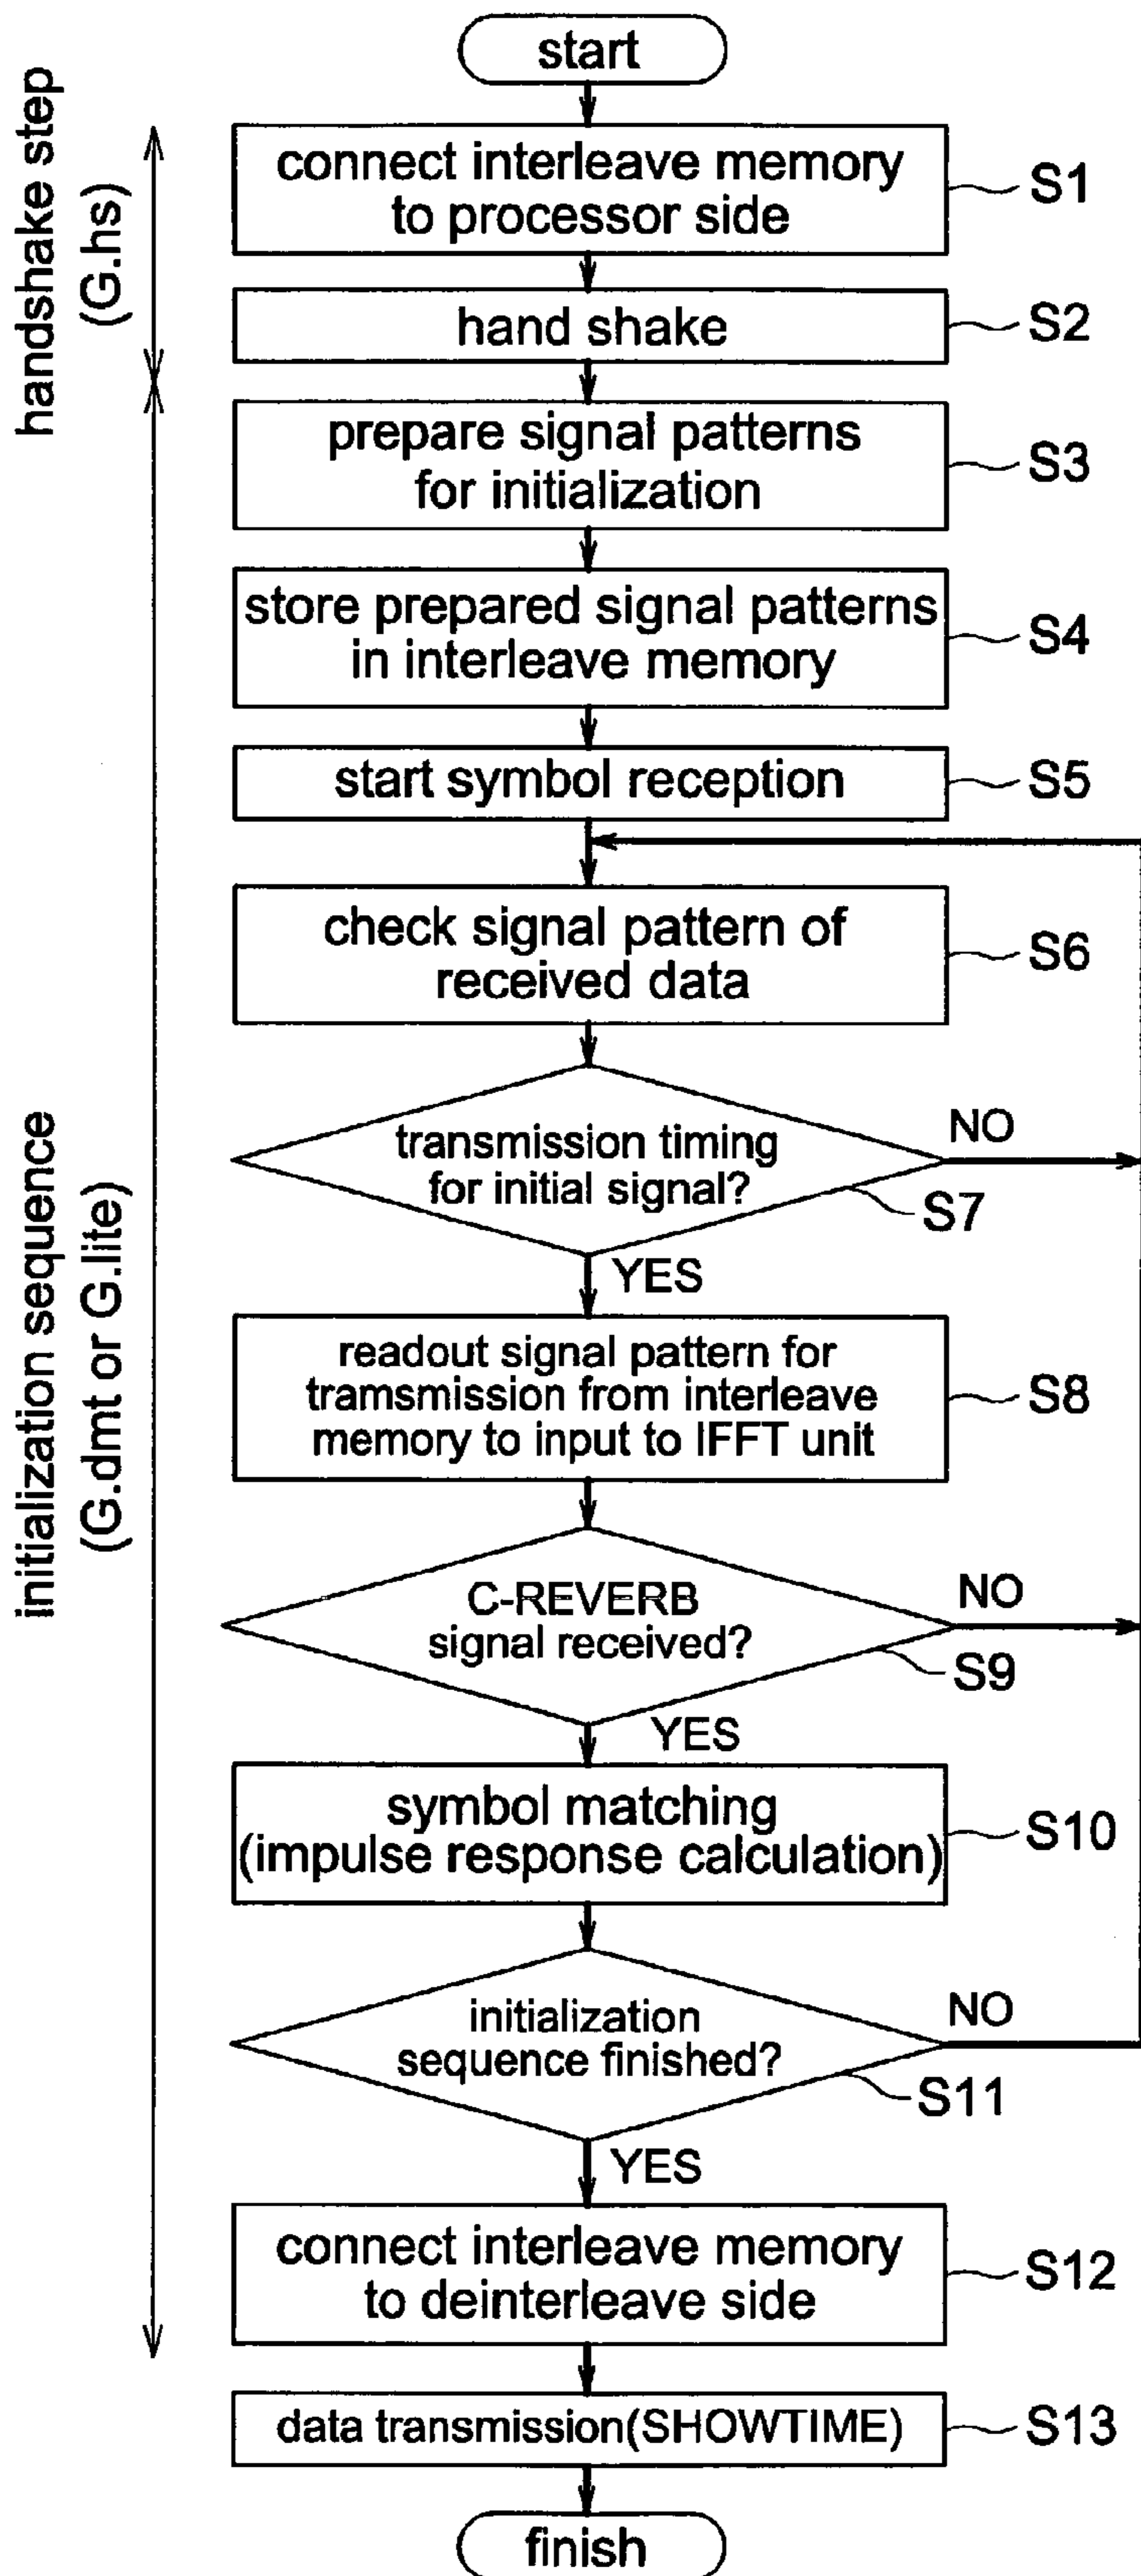 start
handshake step
(G.hs)
connect interleave memory
to processor side
S1
hand shake
S2
prepare signal patterns
for initialization
S3
store prepared signal patterns
in interleave memory
S4
start symbol reception
S5
check signal pattern of
received data
S6
initialization sequence
(G.dmt or G.lite)
transmission timing
for initial signal?
NO
S7
YES
readout signal pattern for
tramsmission from interleave
memory to input to IFFT unit
S8
C-REVERB
signal received?
NO
S9
YES
symbol matching
(impulse response calculation)
S10
initialization
sequence finished?
NO
S11
YES
connect interleave memory
to deinterleave side
S12
data transmission(SHOWTIME)
S13
finish